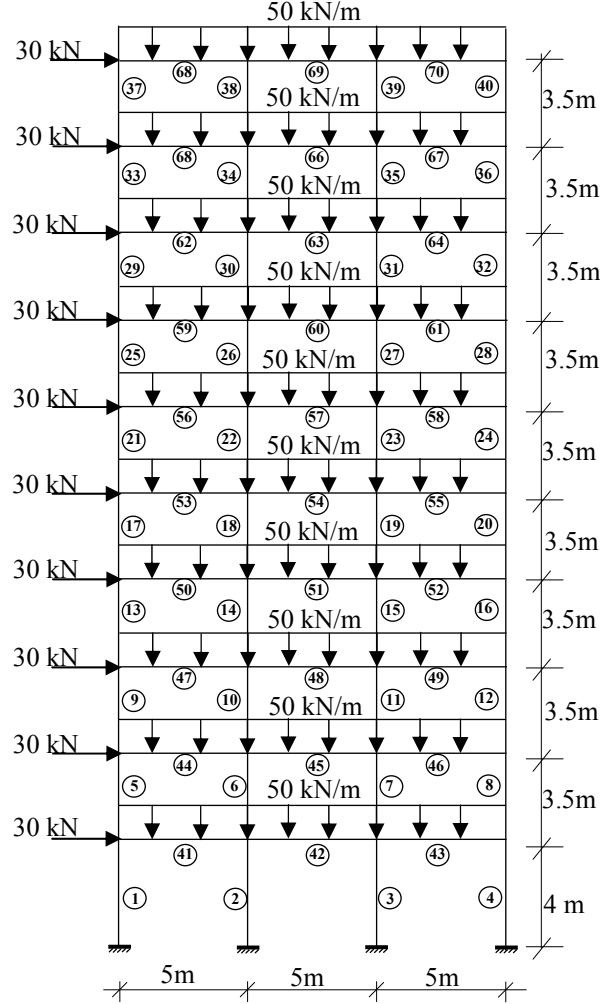 50 kN/m
30 kN
68 69 70
37 38 39 40
3.5m
50 kN/m
30 kN
68 66 67
33 34 35 36
3.5m
50 kN/m
30 kN
62 63 64
29 30 31 32
3.5m
50 kN/m
30 kN
59 60 61
25 26 27 28
3.5m
50 kN/m
30 kN
56 57 58
21 22 23 24
3.5m
50 kN/m
30 kN
53 54 55
17 18 19 20
3.5m
50 kN/m
30 kN
50 51 52
13 14 15 16
3.5m
50 kN/m
30 kN
47 48 49
9 10 11 12
3.5m
50 kN/m
30 kN
44 45 46
5 6 7 8
3.5m
50 kN/m
30 kN
41 42 43
1 2 3 4
4 m
5m 5m 5m